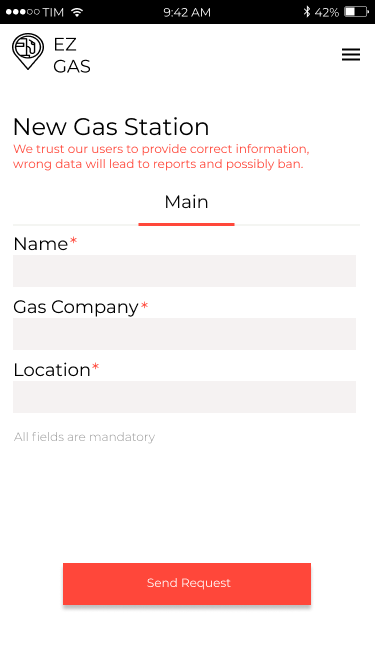 TIM 9:42 AM 42%
EZ
GAS
New Gas Station
We trust our users to provide correct information,
wrong data will lead to reports and possibly ban.
Main
Name*
Gas Company*
Location*
All fields are mandatory
Send Request